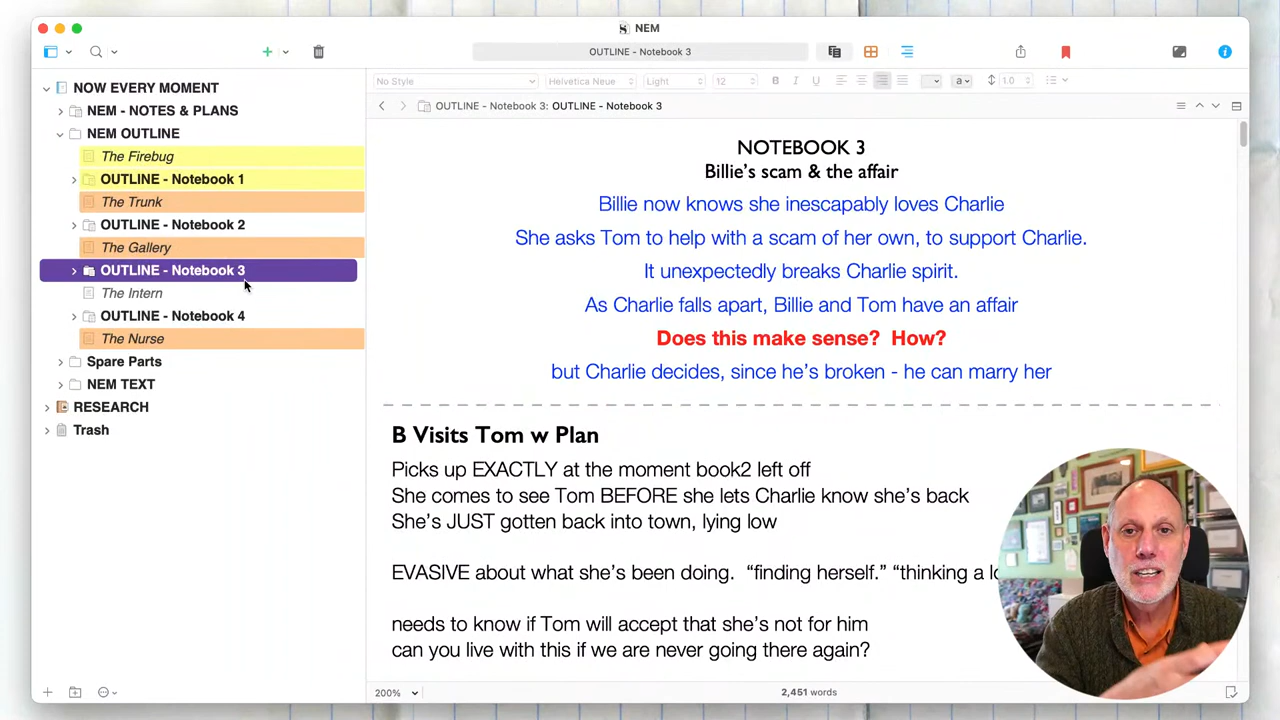 NEM
OUTLINE - Notebook 3
No Style
Helvetica Neue
Light
12
B
I
U
a
1.0
OUTLINE - Notebook 3: OUTLINE - Notebook 3
NOW EVERY MOMENT
NEM - NOTES & PLANS
NEM OUTLINE
The Firebug
OUTLINE - Notebook 1
The Trunk
OUTLINE - Notebook 2
The Gallery
OUTLINE - Notebook 3
The Intern
OUTLINE - Notebook 4
The Nurse
Spare Parts
NEM TEXT
RESEARCH
Trash
NOTEBOOK 3
Billie’s scam & the affair
Billie now knows she inescapably loves Charlie
She asks Tom to help with a scam of her own, to support Charlie.
It unexpectedly breaks Charlie spirit.
As Charlie falls apart, Billie and Tom have an affair
Does this make sense?  How?
but Charlie decides, since he’s broken - he can marry her
B Visits Tom w Plan
Picks up EXACTLY at the moment book2 left off
She comes to see Tom BEFORE she lets Charlie know she’s back
She’s JUST gotten back into town, lying low
EVASIVE about what she’s been doing.  “finding herself.” “thinking a
needs to know if Tom will accept that she’s not for him
can you live with this if we are never going there again?
200%
2,451 words